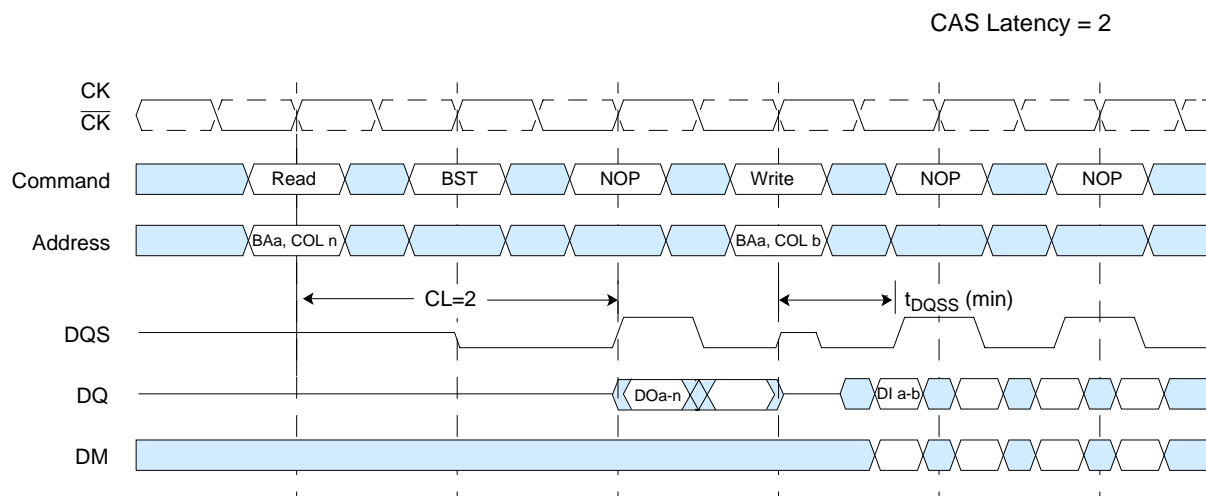 CAS Latency = 2
CK
CK
Command Read BST NOP Write NOP NOP
Address BAa, COL n BAa, COL b
CL=2 tDQSS (min)
DQS
DQ DOa-n DI a-b
DM